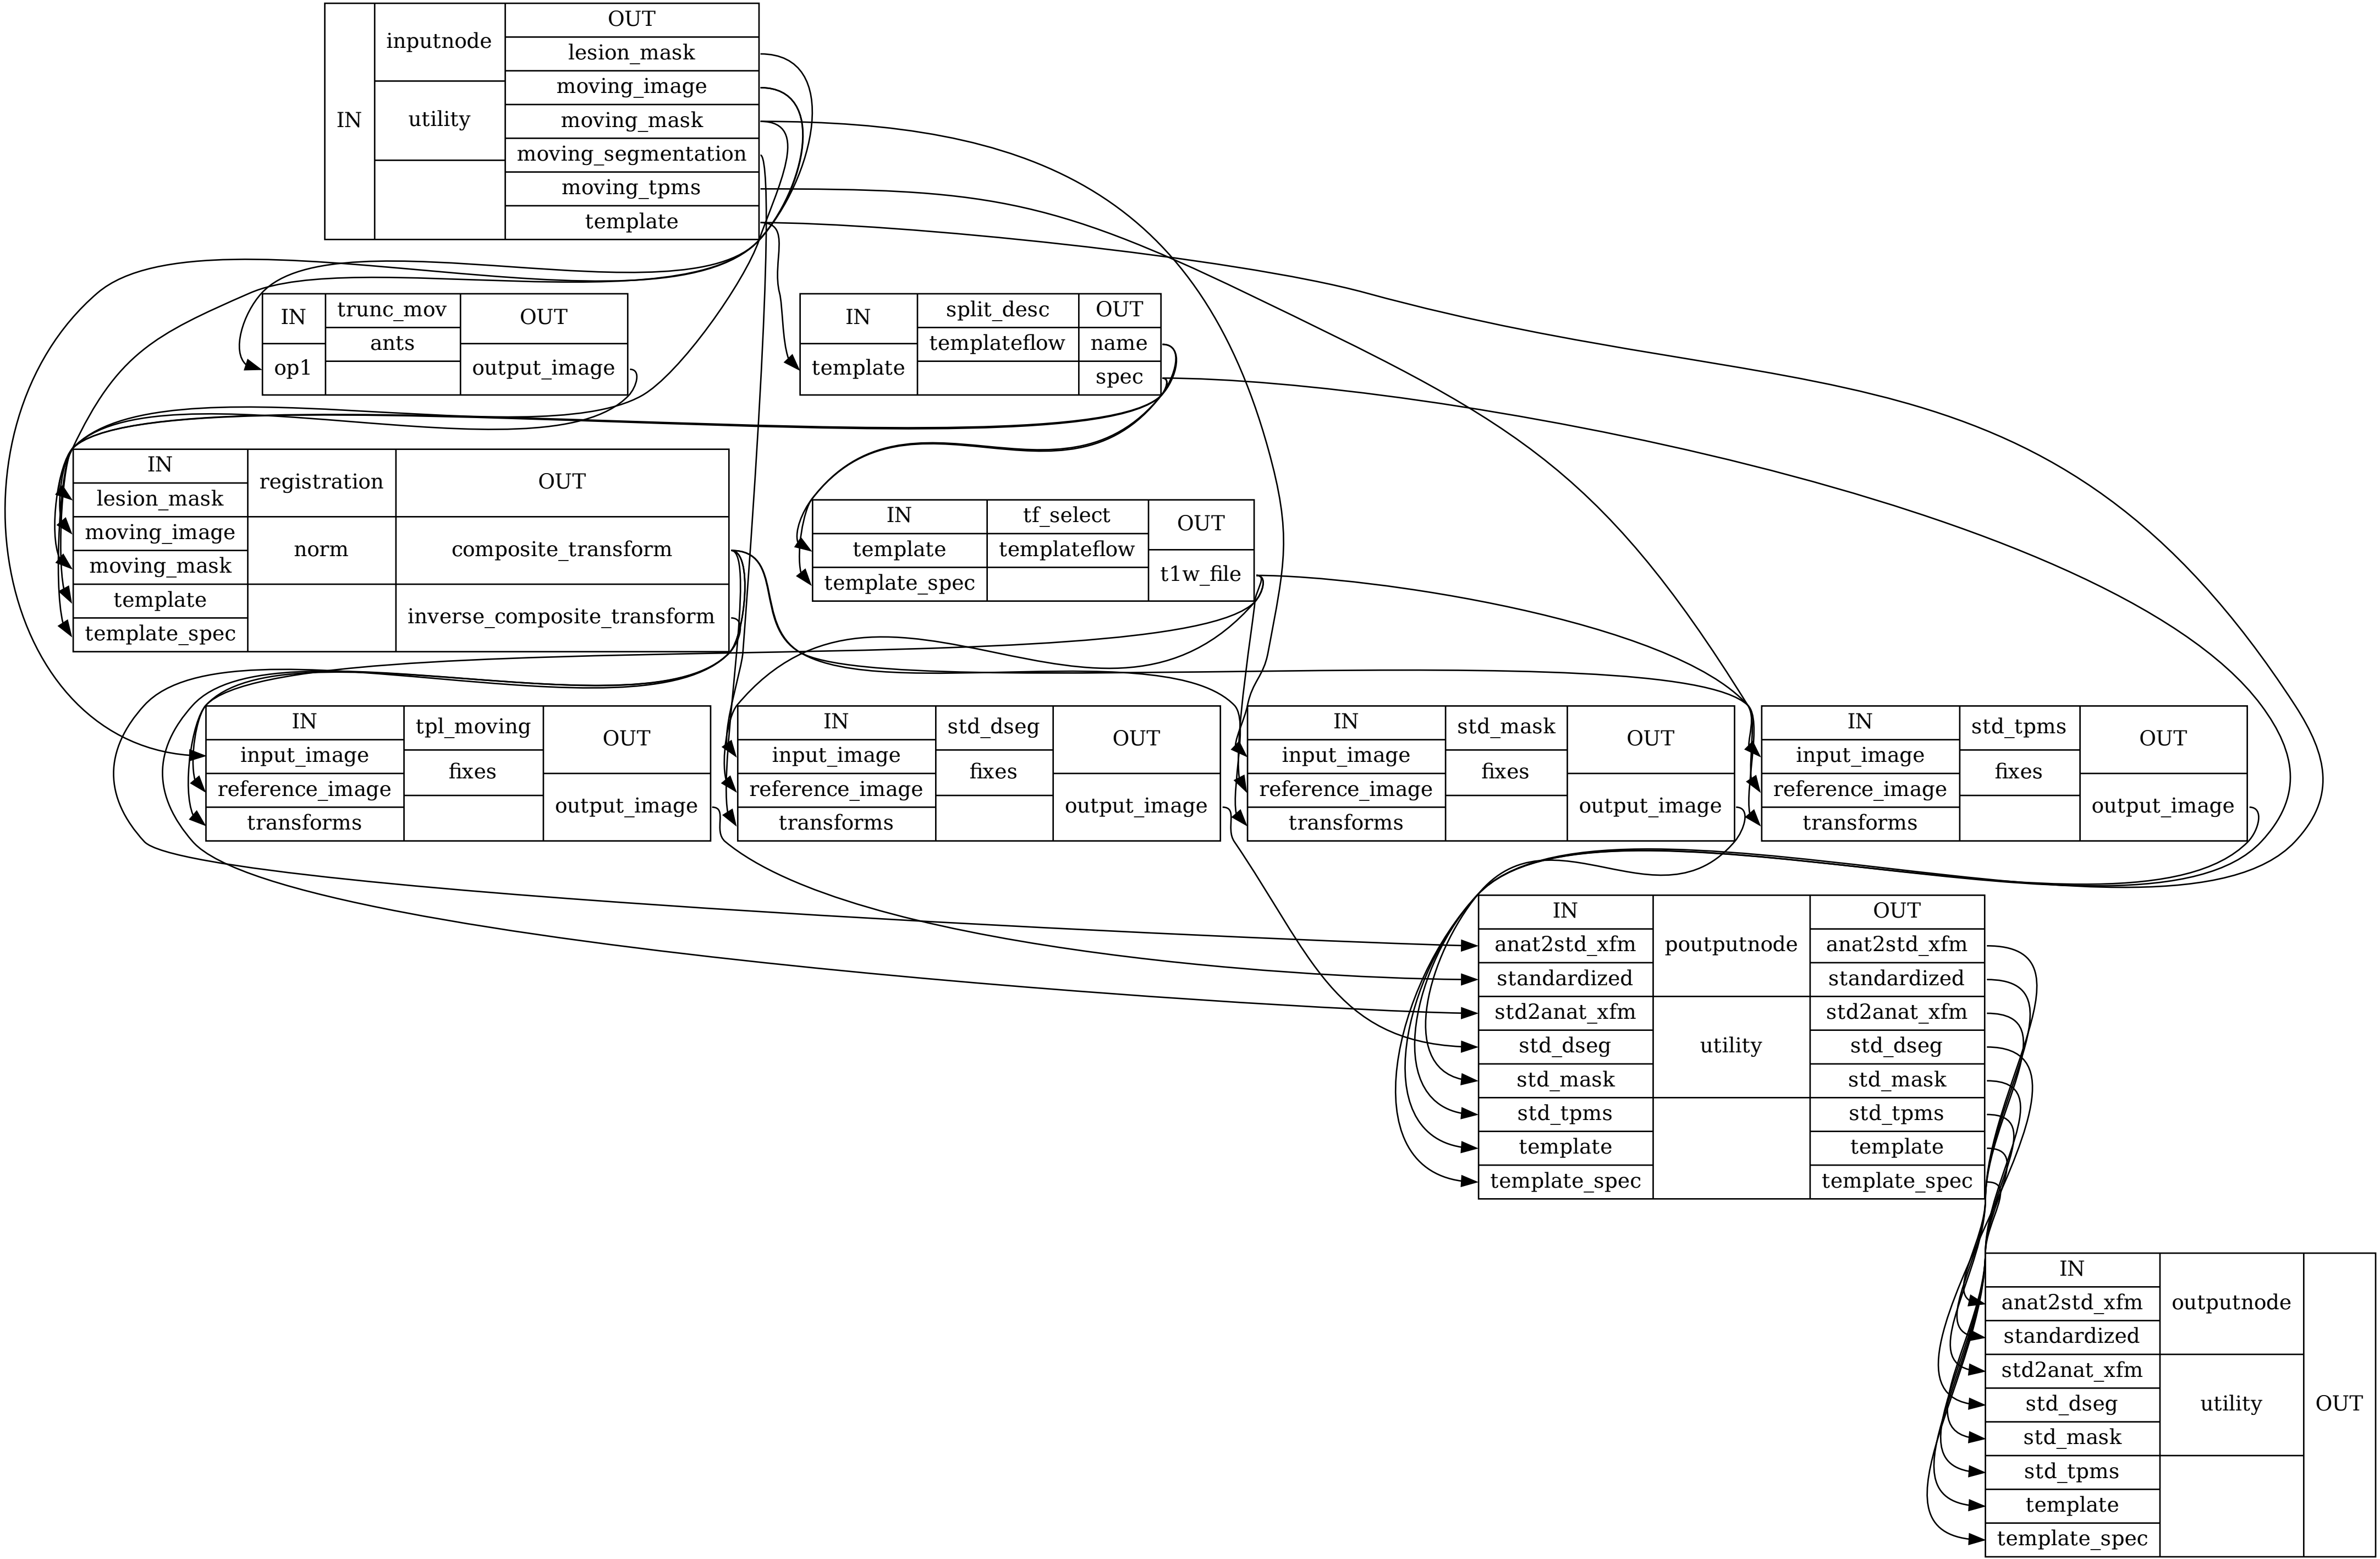 IN
inputnode
utility
OUT
lesion_mask
moving_image
moving_mask
moving_segmentation
moving_tpms
template
IN
op1
trunc_mov
ants
OUT
output_image
IN
template
split_desc
templateflow
OUT
name
spec
IN
lesion_mask
moving_image
moving_mask
template
template_spec
registration
norm
OUT
composite_transform
inverse_composite_transform
IN
template
template_spec
tf_select
templateflow
OUT
t1w_file
IN
input_image
reference_image
transforms
tpl_moving
fixes
OUT
output_image
IN
input_image
reference_image
transforms
std_dseg
fixes
OUT
output_image
IN
input_image
reference_image
transforms
std_mask
fixes
OUT
output_image
IN
input_image
reference_image
transforms
std_tpms
fixes
OUT
output_image
IN
anat2std_xfm
standardized
std2anat_xfm
std_dseg
std_mask
std_tpms
template
template_spec
poutputnode
utility
OUT
anat2std_xfm
standardized
std2anat_xfm
std_dseg
std_mask
std_tpms
template
template_spec
IN
anat2std_xfm
standardized
std2anat_xfm
std_dseg
std_mask
std_tpms
template
template_spec
outputnode
utility
OUT